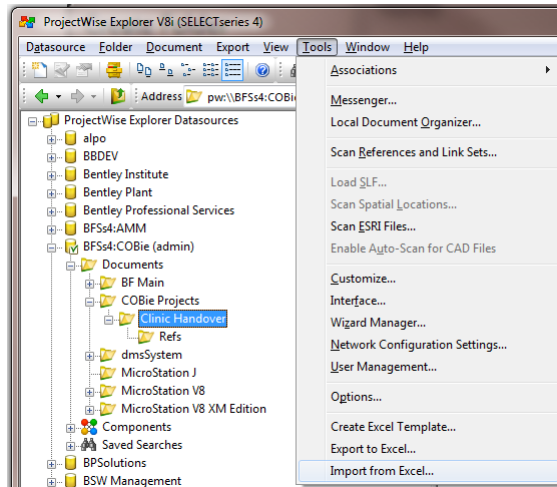 ProjectWise Explorer V8i (SELECTseries 4)
Datasource Folder Document Export View Tools Window Help
Address pw:\\BFSs4:COBie
ProjectWise Explorer Datasources
alpo
BBDEV
Bentley Institute
Bentley Plant
Bentley Professional Services
BFSs4:AMM
BFSs4:COBie (admin)
Documents
BF Main
COBie Projects
Clinic Handover
Refs
dmsSystem
MicroStation J
MicroStation V8
MicroStation V8 XM Edition
Components
Saved Searches
BPSolutions
BSW Management
Associations
Messenger...
Local Document Organizer...
Scan References and Link Sets...
Load SLF...
Scan Spatial Locations...
Scan ESRI Files...
Enable Auto-Scan for CAD Files
Customize...
Interface...
Wizard Manager...
Network Configuration Settings...
User Management...
Options...
Create Excel Template...
Export to Excel...
Import from Excel...